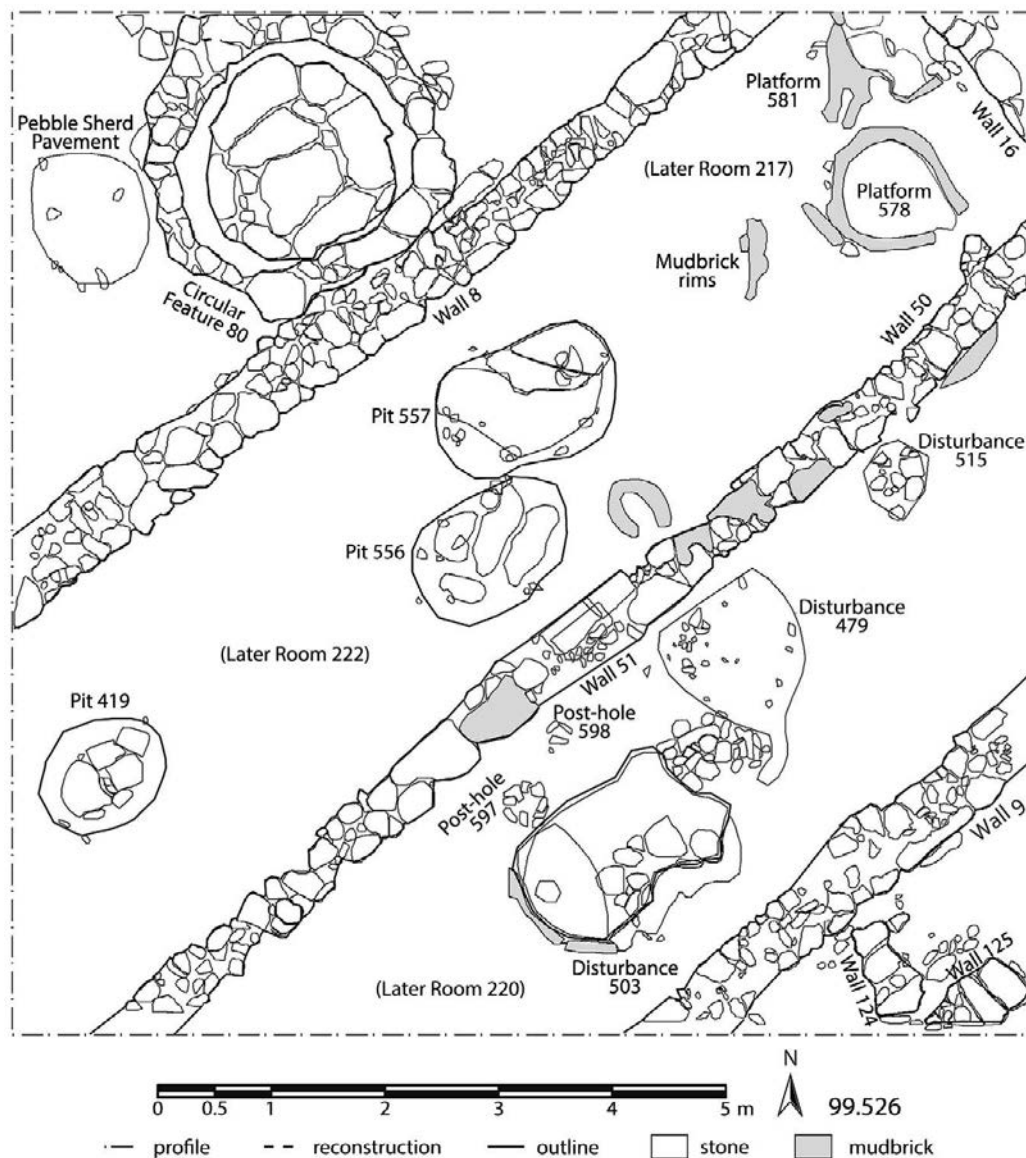 Platform
581
Wall 16
Pebble Sherd
Pavement
(Later Room 217)
Platform
578
Mudbrick
rims
Circular
Feature 80
Wall 8
Wall 50
Pit 557
Disturbance
515
Pit 556
Disturbance
479
(Later Room 222)
Wall 51
Pit 419
Post-hole
598
Post-hole
597
Wall 9
Disturbance
503
(Later Room 220)
Wall 124
Wall 125
N
0 0.5 1 2 3 4 5 m
99.526
profile reconstruction outline stone mudbrick